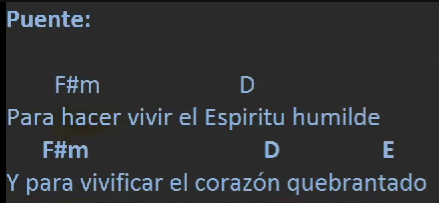 Puente:
F#m D
Para hacer vivir el Espiritu humilde
F#m D E
Y para vivificar el corazón quebrantado